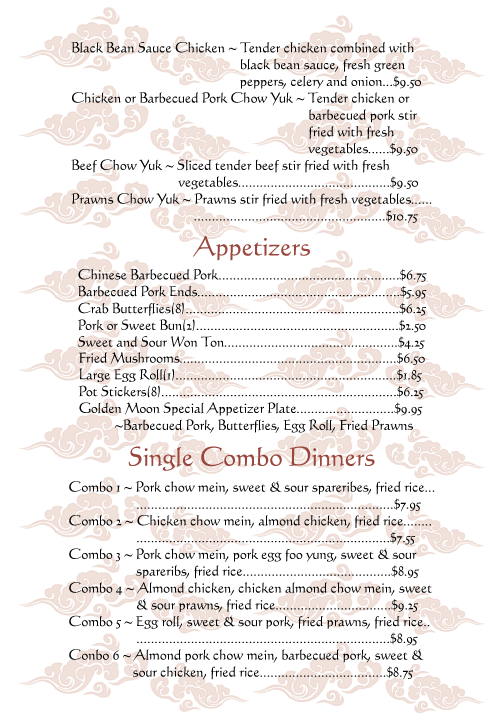 Black Bean Sauce Chicken ~ Tender chicken combined with
black bean sauce, fresh green
peppers, celery and onion...$9.50
Chicken or Barbecued Pork Chow Yuk ~ Tender chicken or
barbecued pork stir
fried with fresh
vegetables......$9.50
Beef Chow Yuk ~ Sliced tender beef stir fried with fresh
vegetables..........................................$9.50
Prawns Chow Yuk ~ Prawns stir fried with fresh vegetables......
.....................................................$10.75
Appetizers
Chinese Barbecued Pork..................................................$6.75
Barbecued Pork Ends........................................................$5.95
Crab Butterflies(8)...........................................................$6.25
Pork or Sweet Bun(2)........................................................$2.50
Sweet and Sour Won Ton................................................$4.25
Fried Mushrooms............................................................$6.50
Large Egg Roll(1).............................................................$1.85
Pot Stickers(8).................................................................$6.25
Golden Moon Special Appetizer Plate...........................$9.95
~Barbecued Pork, Butterflies, Egg Roll, Fried Prawns
Single Combo Dinners
Combo 1 ~ Pork chow mein, sweet & sour spareribes, fried rice...
.......................................................................$7.95
Combo 2 ~ Chicken chow mein, almond chicken, fried rice........
......................................................................$7.55
Combo 3 ~ Pork chow mein, pork egg foo yung, sweet & sour
spareribs, fried rice.........................................$8.95
Combo 4 ~ Almond chicken, chicken almond chow mein, sweet
& sour prawns, fried rice................................$9.25
Combo 5 ~ Egg roll, sweet & sour pork, fried prawns, fried rice..
......................................................................$8.95
Conbo 6 ~ Almond pork chow mein, barbecued pork, sweet &
sour chicken, fried rice...................................$8.75